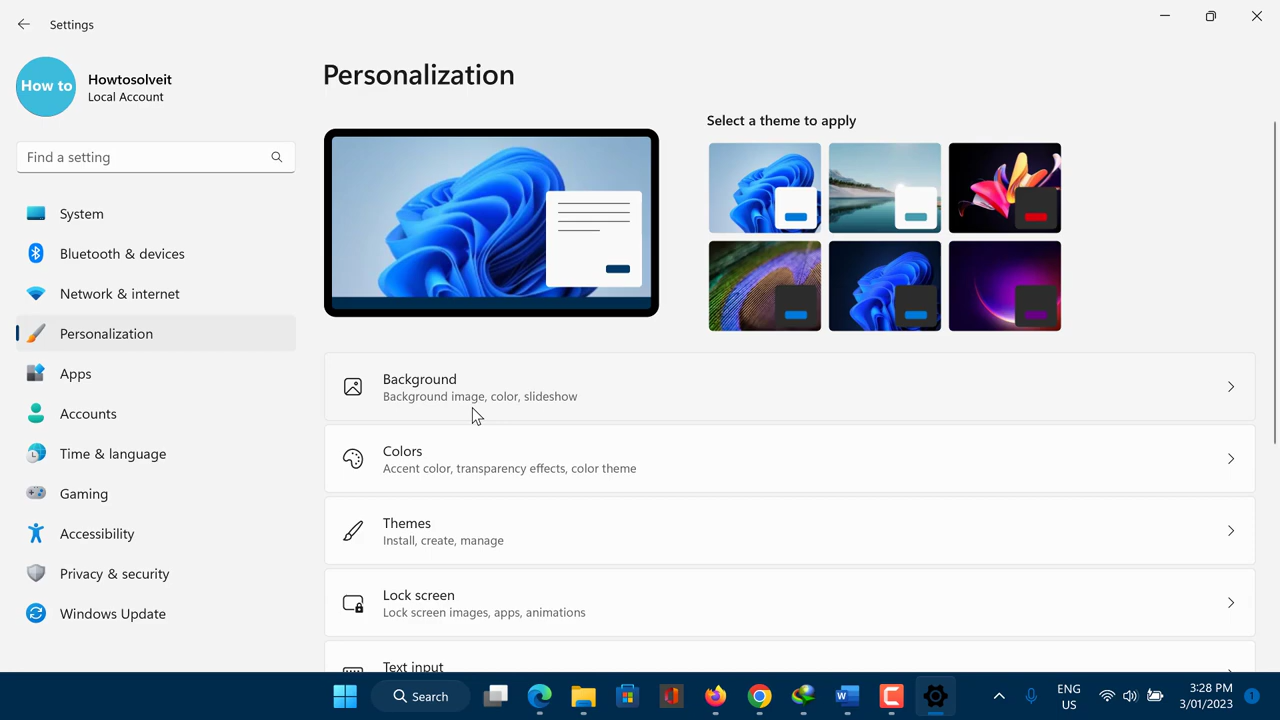 Settings
How to
Howtosolveit
Local Account
Find a setting
System
Bluetooth & devices
Network & internet
Personalization
Apps
Accounts
Time & language
Gaming
Accessibility
Privacy & security
Windows Update
Personalization
Select a theme to apply
Background
Background image, color, slideshow
Colors
Accent color, transparency effects, color theme
Themes
Install, create, manage
Lock screen
Lock screen images, apps, animations
Text input
Search
ENG
US
3:28 PM
3/01/2023
1